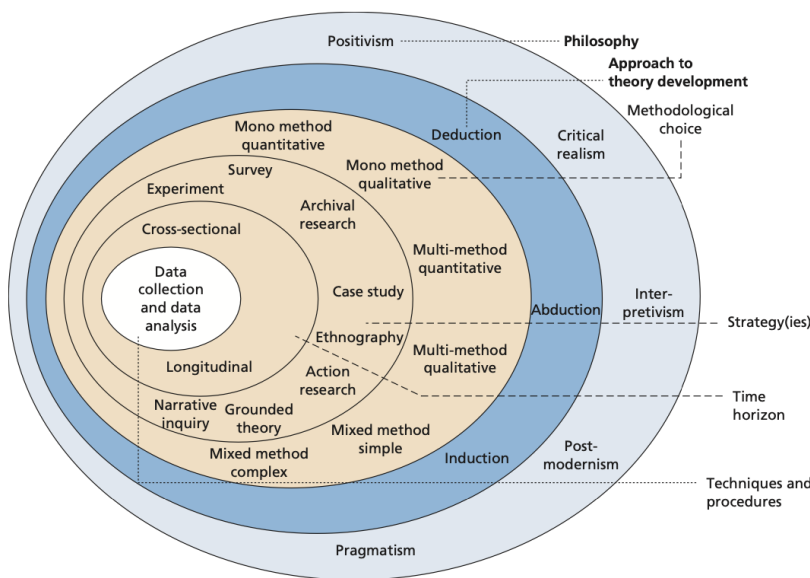 Positivism
Philosophy
Approach to
theory development
Methodological
choice
Deduction
Critical
realism
Mono method
quantitative
Mono method
qualitative
Survey
Experiment
Archival
research
Cross-sectional
Multi-method
quantitative
Data
collection
and data
analysis
Case study
Abduction
Inter-
pretivism
Strategy(ies)
Ethnography
Multi-method
qualitative
Longitudinal
Action
research
Time
horizon
Narrative
inquiry
Grounded
theory
Mixed method
simple
Mixed method
complex
Induction
Post-
modernism
Techniques and
procedures
Pragmatism